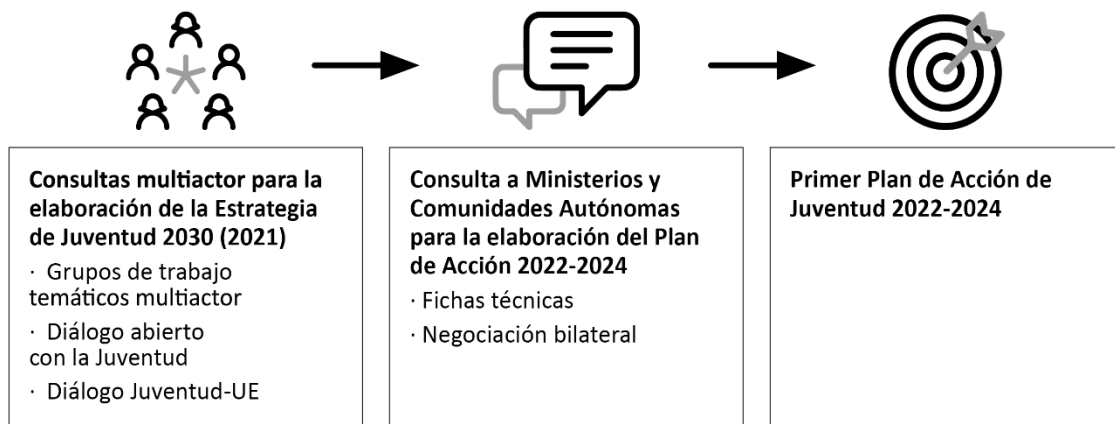 Consultas multiactor para la
elaboración de la Estrategia
de Juventud 2030 (2021)
· Grupos de trabajo
temáticos multiactor
· Diálogo abierto
con la Juventud
· Diálogo Juventud-UE
Consulta a Ministerios y
Comunidades Autónomas
para la elaboración del Plan
de Acción 2022-2024
· Fichas técnicas
· Negociación bilateral
Primer Plan de Acción de
Juventud 2022-2024